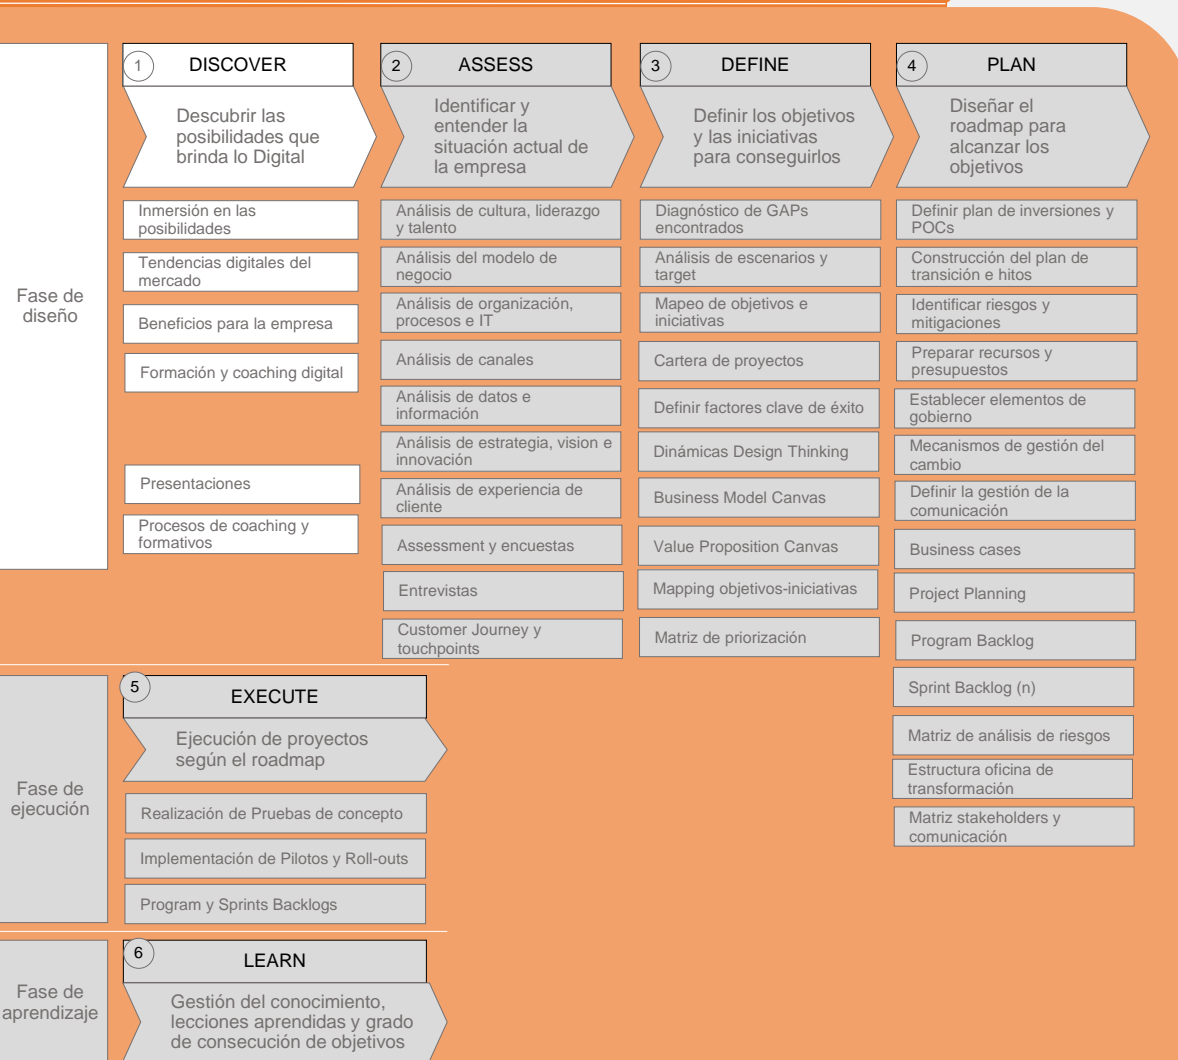 Fase de
diseño
1
DISCOVER
Descubrir las
posibilidades que
brinda lo Digital
Inmersión en las
posibilidades
Tendencias digitales del
mercado
Beneficios para la empresa
Formación y coaching digital
Presentaciones
Procesos de coaching y
formativos
2
ASSESS
Identificar y
entender la
situación actual de
la empresa
Análisis de cultura, liderazgo
y talento
Análisis del modelo de
negocio
Análisis de organización,
procesos e IT
Análisis de canales
Análisis de datos e
información
Análisis de estrategia, vision e
innovación
Análisis de experiencia de
cliente
Assessment y encuestas
Entrevistas
Customer Journey y
touchpoints
3
DEFINE
Definir los objetivos
y las iniciativas
para conseguirlos
Diagnóstico de GAPs
encontrados
Análisis de escenarios y
target
Mapeo de objetivos e
iniciativas
Cartera de proyectos
Definir factores clave de éxito
Dinámicas Design Thinking
Business Model Canvas
Value Proposition Canvas
Mapping objetivos-iniciativas
Matriz de priorización
4
PLAN
Diseñar el
roadmap para
alcanzar los
objetivos
Definir plan de inversiones y
POCs
Construcción del plan de
transición e hitos
Identificar riesgos y
mitigaciones
Preparar recursos y
presupuestos
Establecer elementos de
gobierno
Mecanismos de gestión del
cambio
Definir la gestión de la
comunicación
Business cases
Project Planning
Program Backlog
Sprint Backlog (n)
Matriz de análisis de riesgos
Estructura oficina de
transformación
Matriz stakeholders y
comunicación
Fase de
ejecución
5
EXECUTE
Ejecución de proyectos
según el roadmap
Realización de Pruebas de concepto
Implementación de Pilotos y Roll-outs
Program y Sprints Backlogs
Fase de
aprendizaje
6
LEARN
Gestión del conocimiento,
lecciones aprendidas y grado
de consecución de objetivos